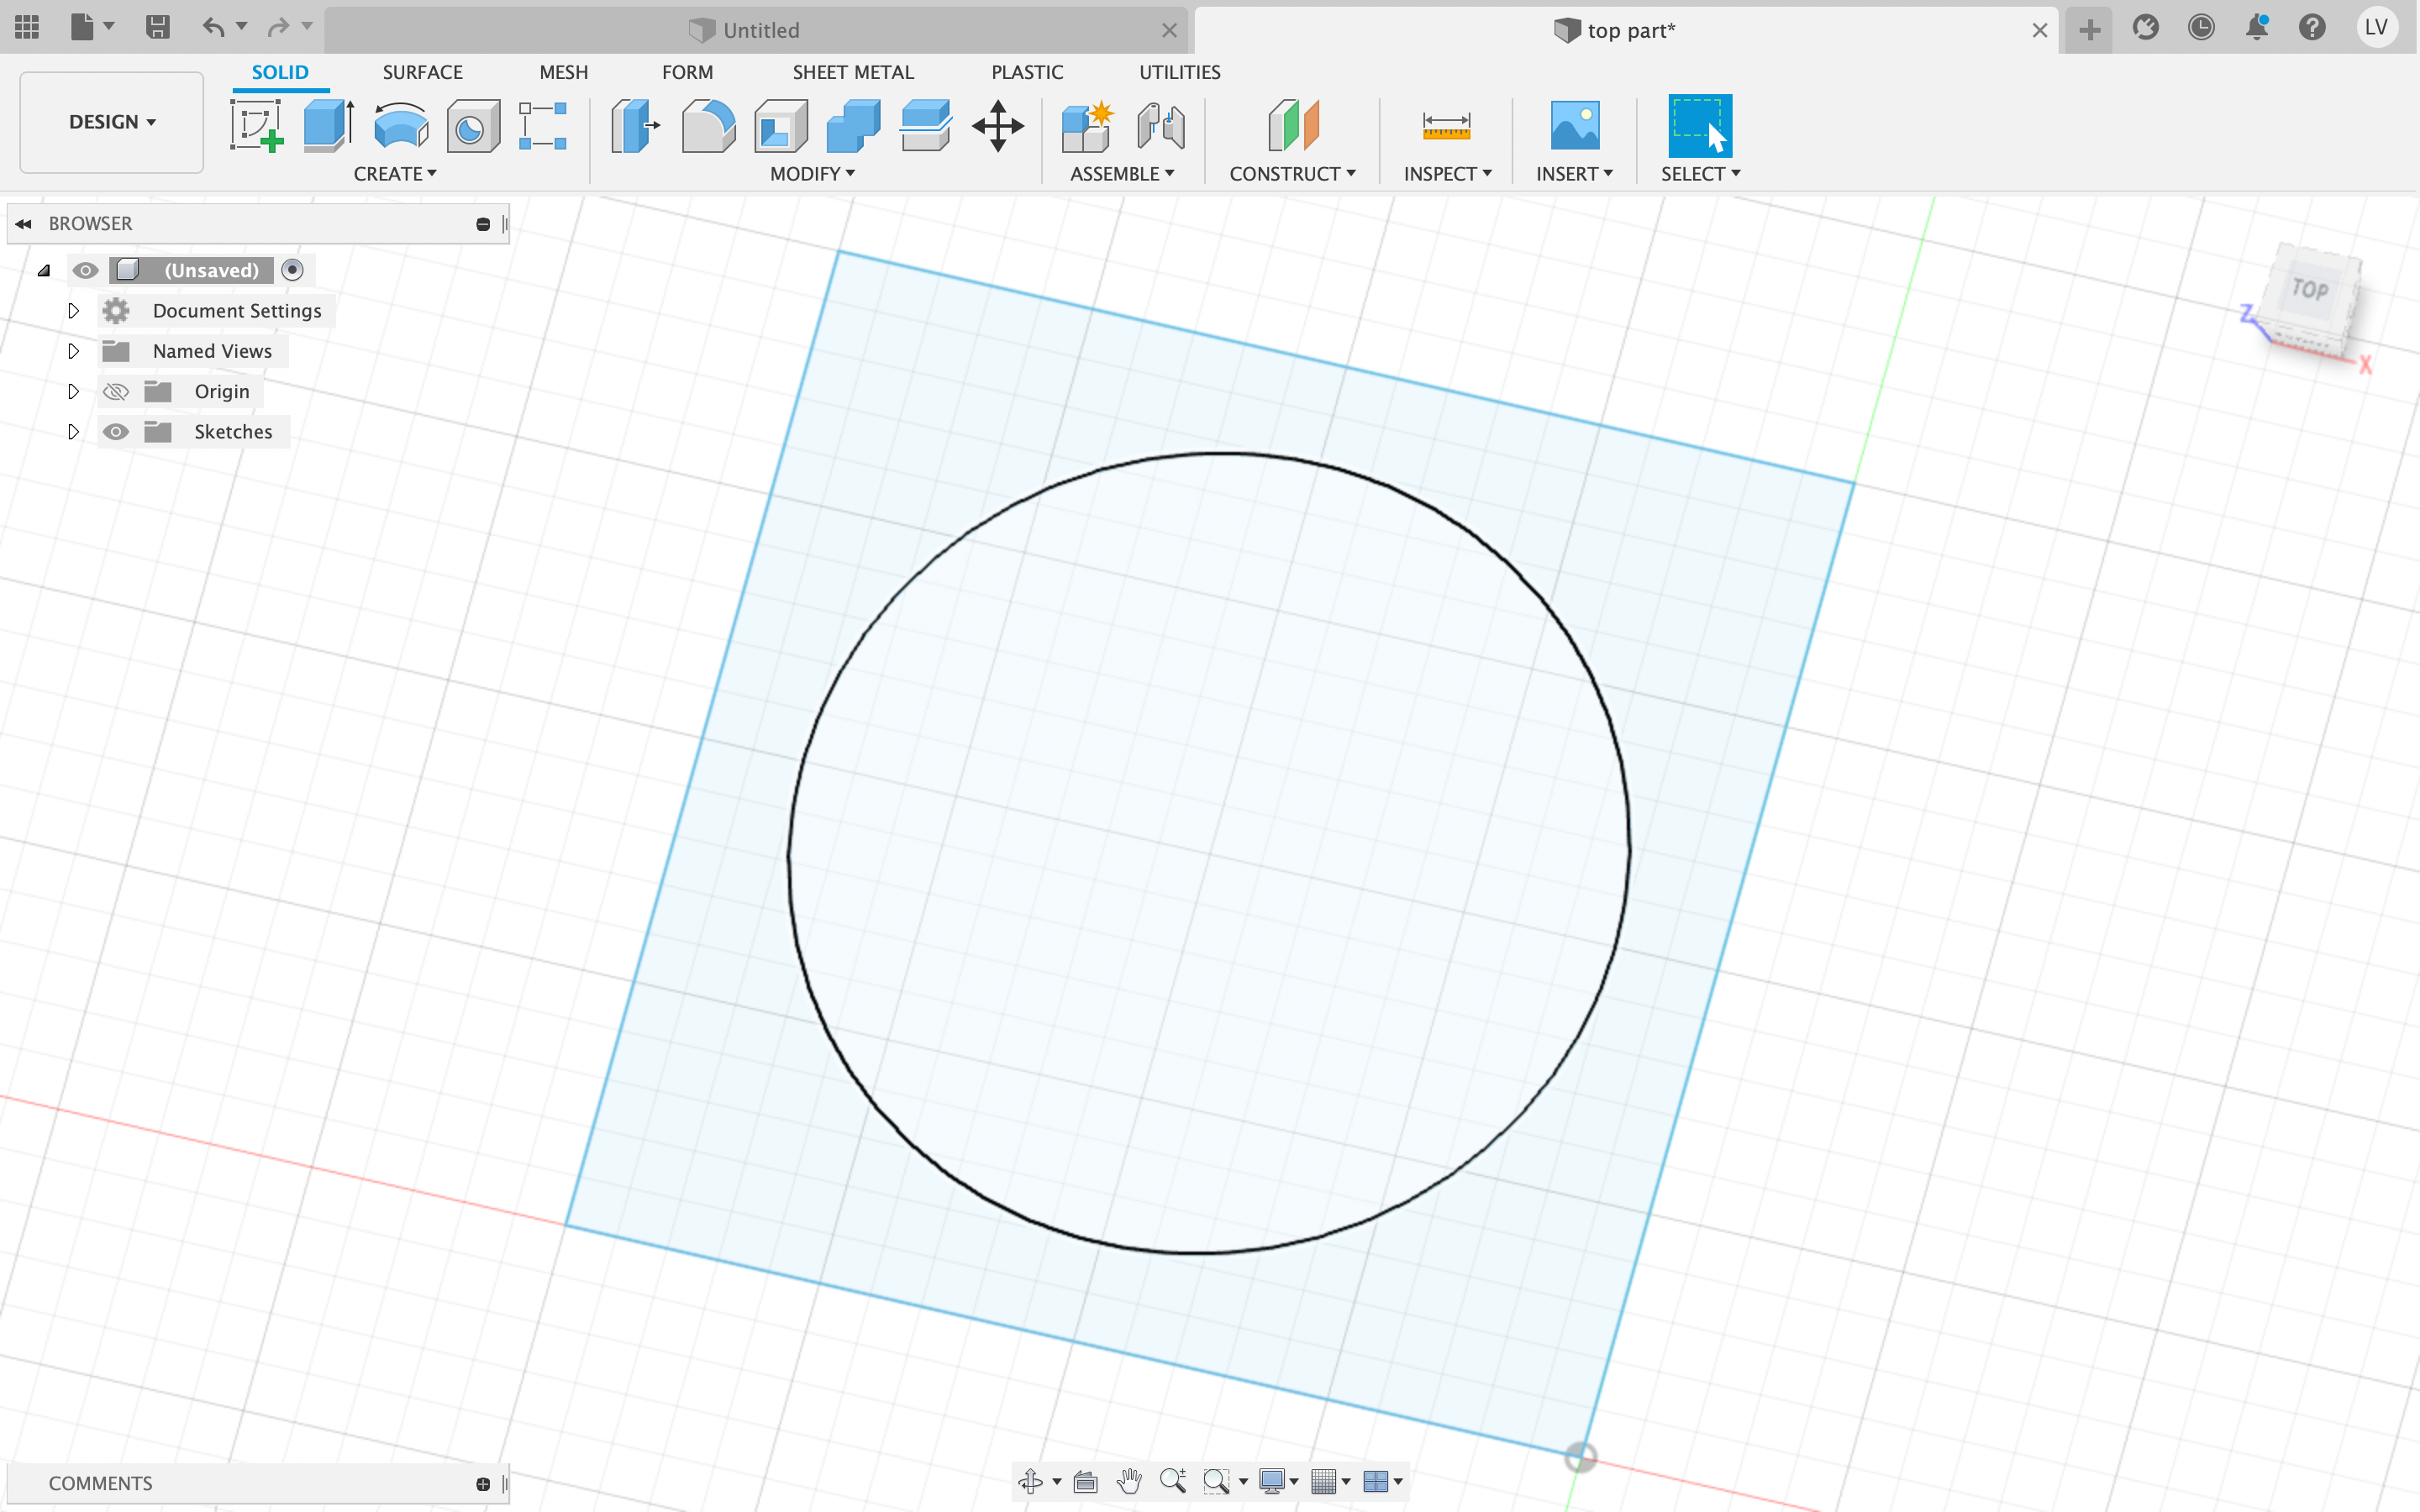 Untitled
top part*
LV
DESIGN
SOLID
SURFACE
MESH
FORM
SHEET METAL
PLASTIC
UTILITIES
CREATE
MODIFY
ASSEMBLE
CONSTRUCT
INSPECT
INSERT
SELECT
BROWSER
(Unsaved)
Document Settings
Named Views
Origin
Sketches
TOP
Z
X
COMMENTS